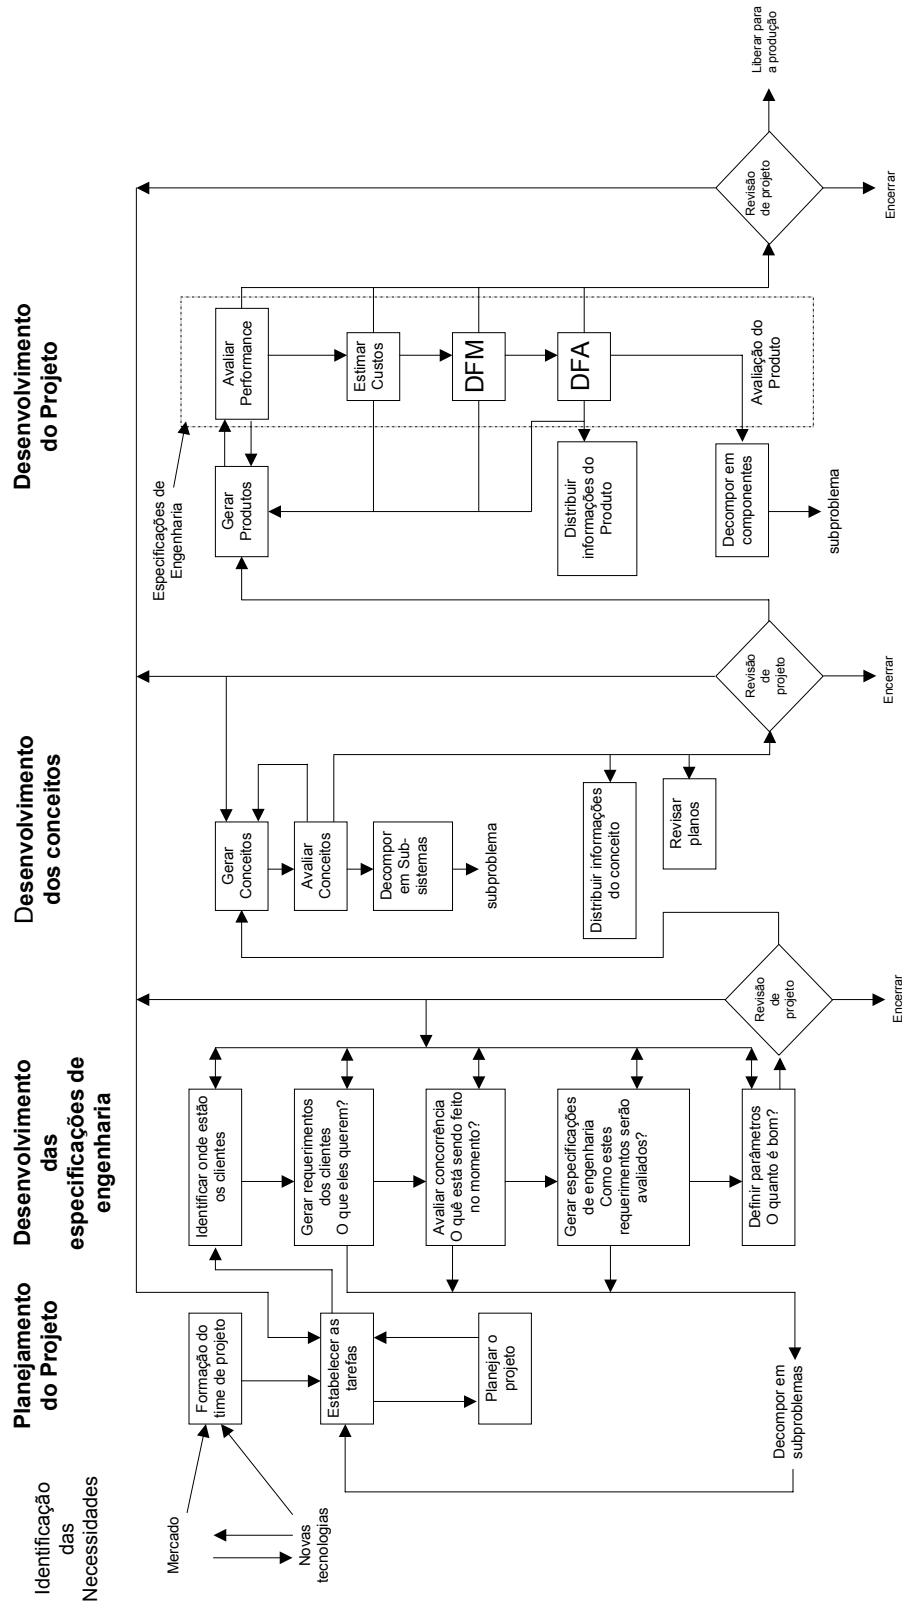 Identificação
das
Necessidades
Mercado
Novas
tecnologias
Planejamento
do Projeto
Formação do
time de projeto
Estabelecer as
tarefas
Planejar o
projeto
Decompor em
subproblemas
Desenvolvimento
das
especificações de
engenharia
Identificar onde estão
os clientes
Gerar requerimentos
dos clientes
O que eles querem?
Avaliar concorrência
O quê está sendo feito
no momento?
Gerar especificações
de engenharia
Como estes
requerimentos serão
avaliados?
Definir parâmetros
O quanto é bom?
Revisão
de
projeto
Encerrar
Desenvolvimento
dos conceitos
Gerar
Conceitos
Avaliar
Conceitos
Decompor
em Sub-
sistemas
subproblema
Distribuir informações
do conceito
Revisar
planos
Revisão
de
projeto
Encerrar
Desenvolvimento
do Projeto
Especificações de
Engenharia
Gerar
Produtos
Avaliar
Performance
Estimar
Custos
DFM
DFA
Distribuir
informações do
Produto
Avaliação do
Produto
Decompor em
componentes
subproblema
Revisão
de projeto
Encerrar
Liberar para
a produção